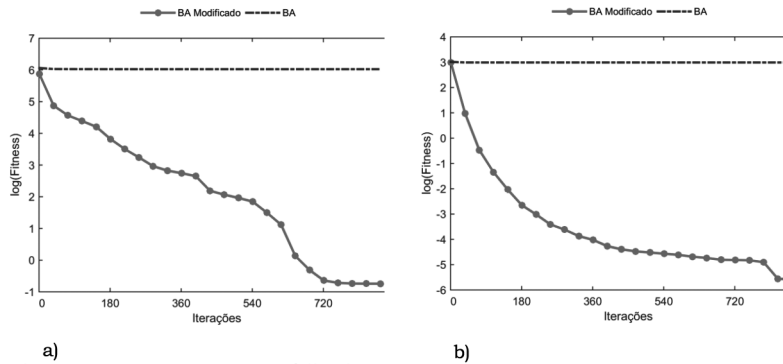 BA Modificado BA
7
6
5
4
3
2
1
0
-1
log(Fitness)
0 180 360 540 720
Iterações
a)
BA Modificado BA
4
3
2
1
0
-1
-2
-3
-4
-5
-6
log(Fitness)
0 180 360 540 720
Iterações
b)